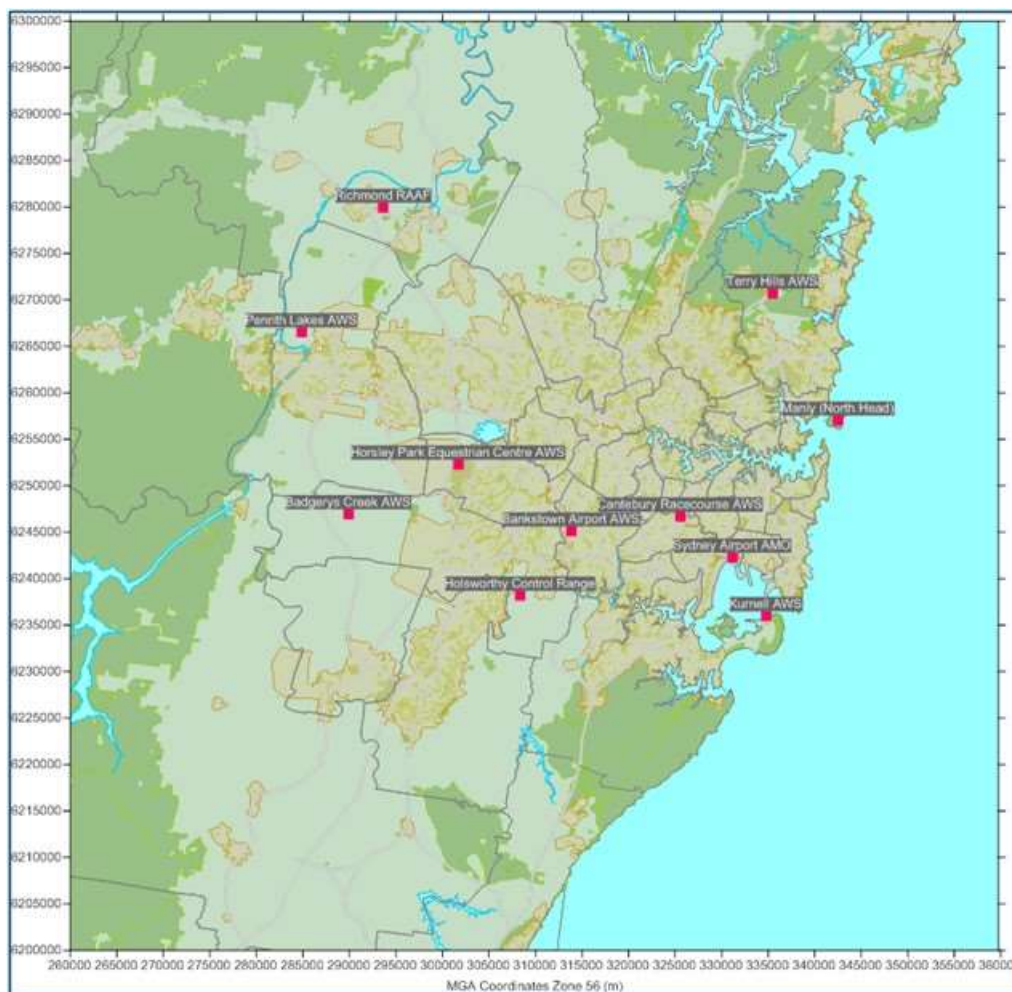 6300000
6295000
6290000
6285000
6280000
6275000
6270000
6265000
6260000
6255000
6250000
6245000
6240000
6235000
6230000
6225000
6220000
6215000
6210000
6205000
6200000
Richmond RAAF
Terry Hills AWS
Penrith Lakes AWS
Manly (North Head)
Horsley Park Equestrian Centre AWS
Badgerys Creek AWS
Cantebury Racecourse AWS
Bankstown Airport AWS
Sydney Airport AMO
Holsworthy Control Range
Kurnell AWS
260000 265000 270000 275000 280000 285000 290000 295000 300000 305000 310000 315000 320000 325000 330000 335000 340000 345000 350000 355000 360000
MGA Coordinates Zone 56 (m)